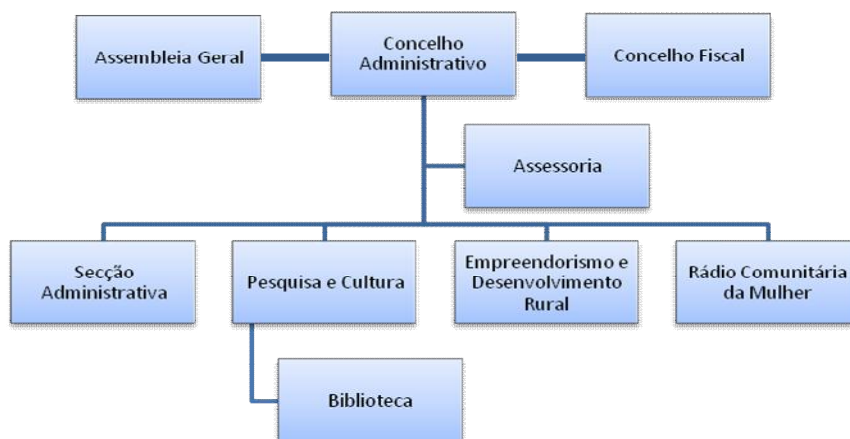 Assembleia Geral
Concelho
Administrativo
Concelho Fiscal
Assessoria
Secção
Administrativa
Pesquisa e Cultura
Empreendorismo e
Desenvolvimento
Rural
Rádio Comunitária
da Mulher
Biblioteca